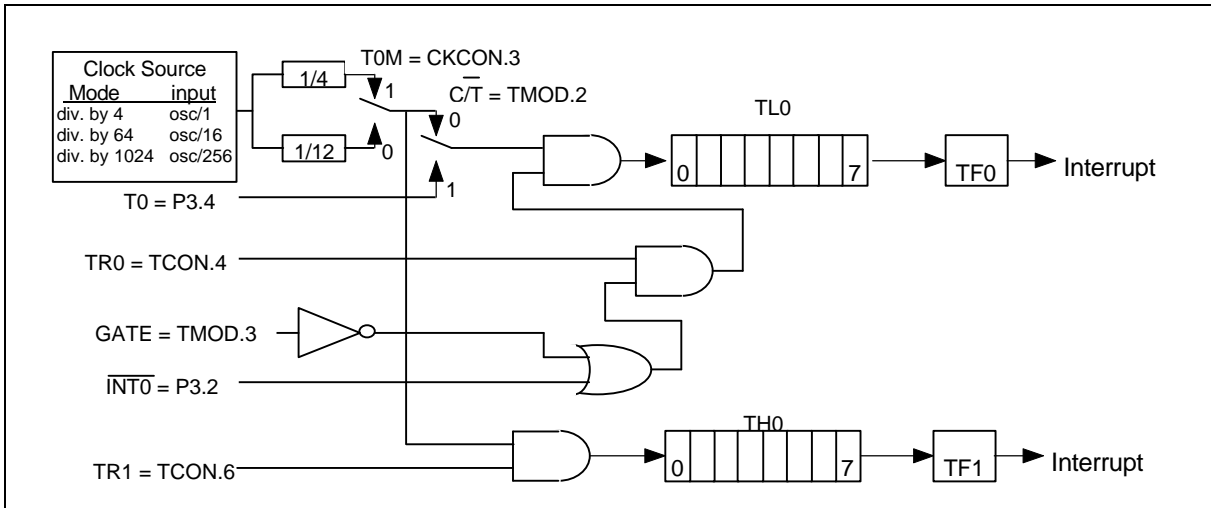 Clock Source
Mode input
div. by 4 osc/1
div. by 64 osc/16
div. by 1024 osc/256
1/4
1/12
T0M = CKCON.3
1
0
C/T = TMOD.2
0
1
T0 = P3.4
TL0
0 7
TF0
Interrupt
TR0 = TCON.4
GATE = TMOD.3
INT0 = P3.2
TR1 = TCON.6
TH0
0 7
TF1
Interrupt